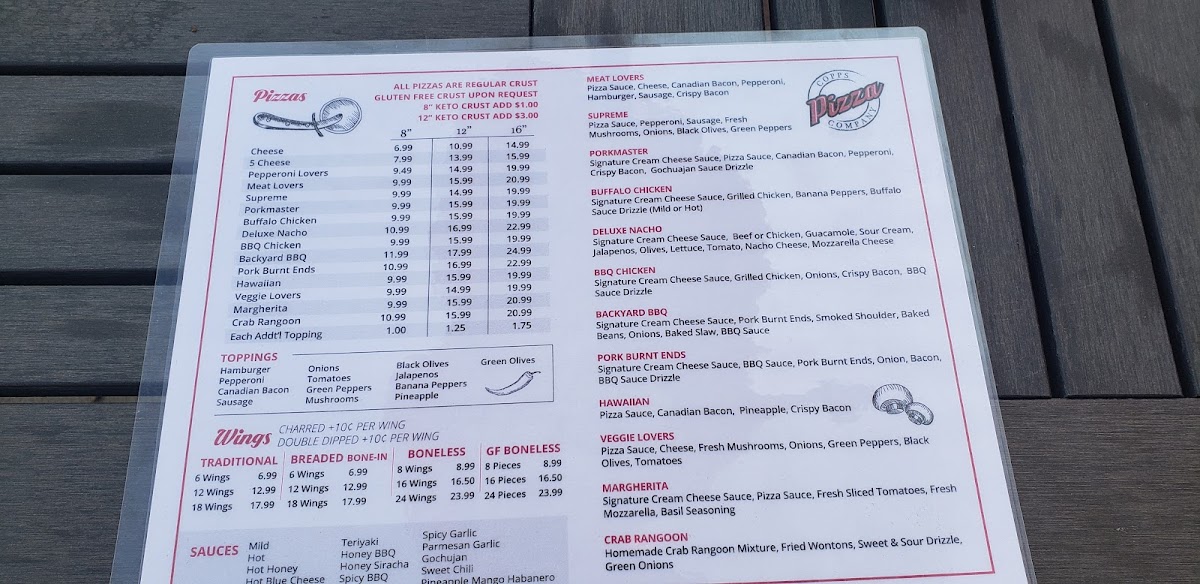 Pizzas
ALL PIZZAS ARE REGULAR CRUST
GLUTEN FREE CRUST UPON REQUEST
8" KETO CRUST ADD $1.00
12" KETO CRUST ADD $3.00
8" 12" 16"
Cheese 6.99 10.99 14.99
5 Cheese 7.99 13.99 15.99
Pepperoni Lovers 9.49 14.99 19.99
Meat Lovers 9.99 15.99 20.99
Supreme 9.99 14.99 19.99
Porkmaster 9.99 15.99 19.99
Buffalo Chicken 9.99 15.99 19.99
Deluxe Nacho 10.99 16.99 22.99
BBQ Chicken 9.99 15.99 19.99
Backyard BBQ 11.99 17.99 24.99
Pork Burnt Ends 10.99 16.99 22.99
Hawaiian 9.99 15.99 19.99
Veggie Lovers 9.99 14.99 19.99
Margherita 9.99 15.99 20.99
Crab Rangoon 10.99 15.99 20.99
Each Addt'l Topping 1.00 1.25 1.75
TOPPINGS
Hamburger Onions Black Olives Green Olives
Pepperoni Tomatoes Jalapenos
Canadian Bacon Green Peppers Banana Peppers
Sausage Mushrooms Pineapple
Wings
CHARRED +10¢ PER WING
DOUBLE DIPPED +10¢ PER WING
TRADITIONAL BREADED BONE-IN BONELESS GF BONELESS
6 Wings 6.99 6 Wings 6.99 8 Wings 8.99 8 Pieces 8.99
12 Wings 12.99 12 Wings 12.99 16 Wings 16.50 16 Pieces 16.50
18 Wings 17.99 18 Wings 17.99 24 Wings 23.99 24 Pieces 23.99
SAUCES
Mild Teriyaki Spicy Garlic
Hot Honey BBQ Parmesan Garlic
Hot Honey Honey Siracha Gochujan
Hot Blue Cheese Spicy BBQ Sweet Chili
Pineapple Mango Habanero
COPPS
Pizza
COMPANY
MEAT LOVERS
Pizza Sauce, Cheese, Canadian Bacon, Pepperoni,
Hamburger, Sausage, Crispy Bacon
SUPREME
Pizza Sauce, Pepperoni, Sausage, Fresh
Mushrooms, Onions, Black Olives, Green Peppers
PORKMASTER
Signature Cream Cheese Sauce, Pizza Sauce, Canadian Bacon, Pepperoni,
Crispy Bacon, Gochuajan Sauce Drizzle
BUFFALO CHICKEN
Signature Cream Cheese Sauce, Grilled Chicken, Banana Peppers, Buffalo
Sauce Drizzle (Mild or Hot)
DELUXE NACHO
Signature Cream Cheese Sauce, Beef or Chicken, Guacamole, Sour Cream,
Jalapenos, Olives, Lettuce, Tomato, Nacho Cheese, Mozzarella Cheese
BBQ CHICKEN
Signature Cream Cheese Sauce, Grilled Chicken, Onions, Crispy Bacon, BBQ
Sauce Drizzle
BACKYARD BBQ
Signature Cream Cheese Sauce, Pork Burnt Ends, Smoked Shoulder, Baked
Beans, Onions, Baked Slaw, BBQ Sauce
PORK BURNT ENDS
Signature Cream Cheese Sauce, BBQ Sauce, Pork Burnt Ends, Onion, Bacon,
BBQ Sauce Drizzle
HAWAIIAN
Pizza Sauce, Canadian Bacon, Pineapple, Crispy Bacon
VEGGIE LOVERS
Pizza Sauce, Cheese, Fresh Mushrooms, Onions, Green Peppers, Black
Olives, Tomatoes
MARGHERITA
Signature Cream Cheese Sauce, Pizza Sauce, Fresh Sliced Tomatoes, Fresh
Mozzarella, Basil Seasoning
CRAB RANGOON
Homemade Crab Rangoon Mixture, Fried Wontons, Sweet & Sour Drizzle,
Green Onions